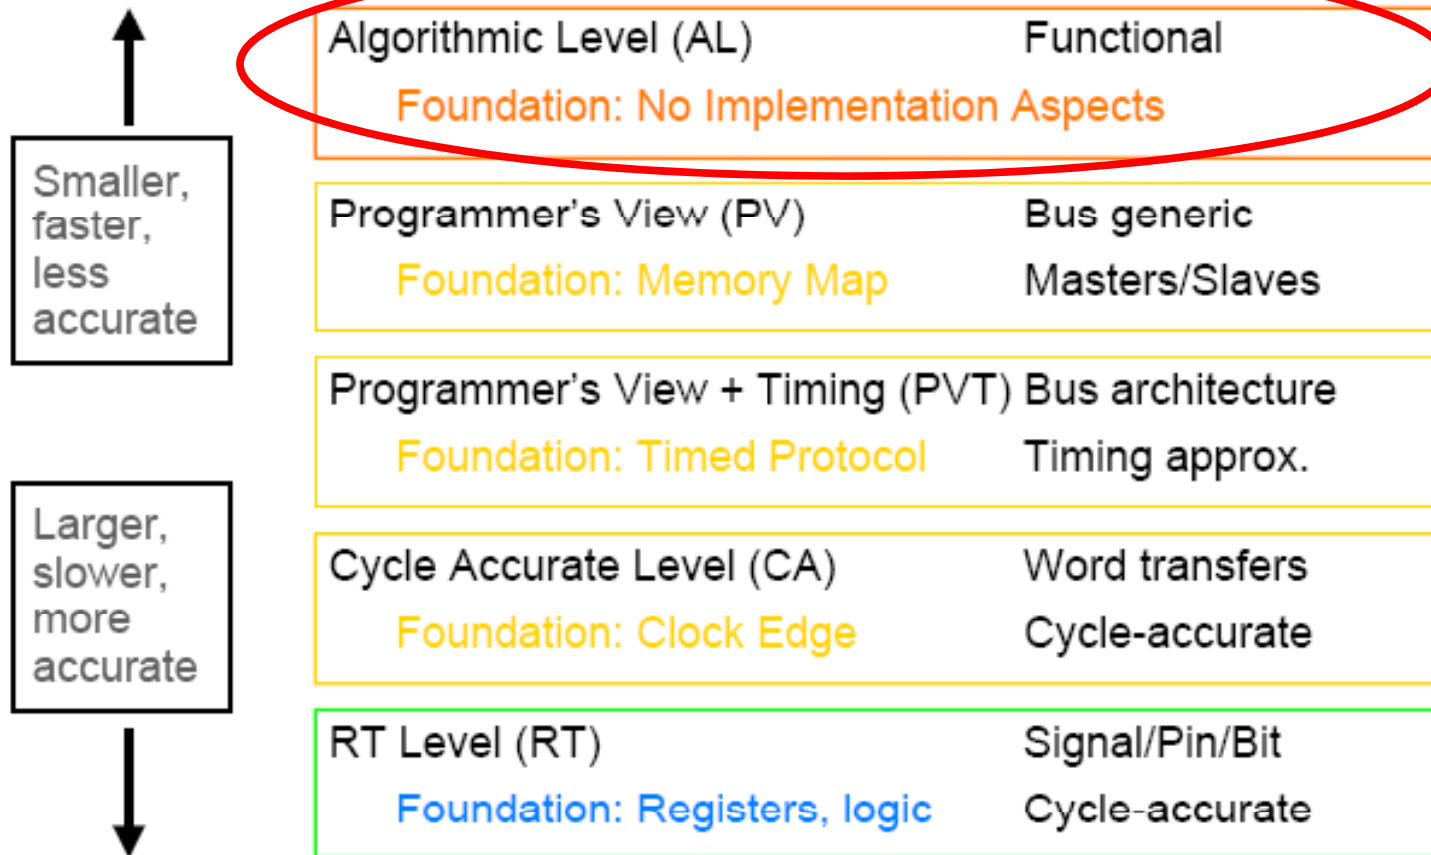 Smaller,
faster,
less
accurate
Larger,
slower,
more
accurate
Algorithmic Level (AL) Functional
Foundation: No Implementation Aspects
Programmer's View (PV) Bus generic
Foundation: Memory Map Masters/Slaves
Programmer's View + Timing (PVT) Bus architecture
Foundation: Timed Protocol Timing approx.
Cycle Accurate Level (CA) Word transfers
Foundation: Clock Edge Cycle-accurate
RT Level (RT) Signal/Pin/Bit
Foundation: Registers, logic Cycle-accurate